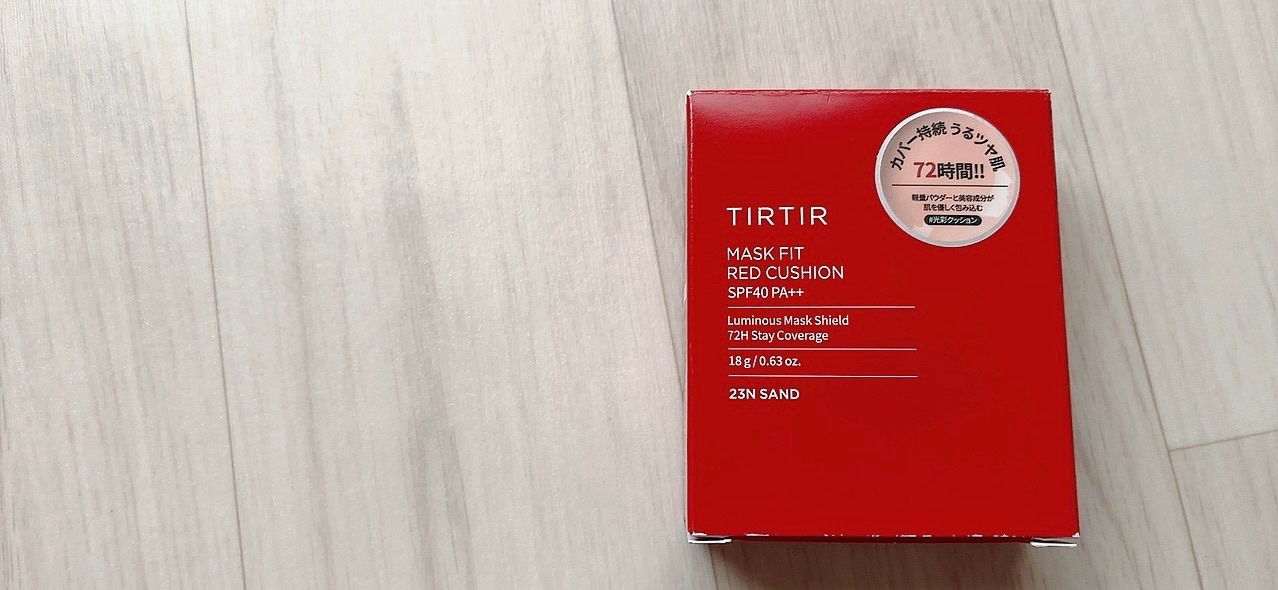 カバー持続 うるツヤ肌
72時間!!
軽量パウダーと美容成分が
肌を優しく包み込む
#光彩クッション
TIRTIR
MASK FIT
RED CUSHION
SPF40 PA++
Luminous Mask Shield
72H Stay Coverage
18 g / 0.63 oz.
23N SAND